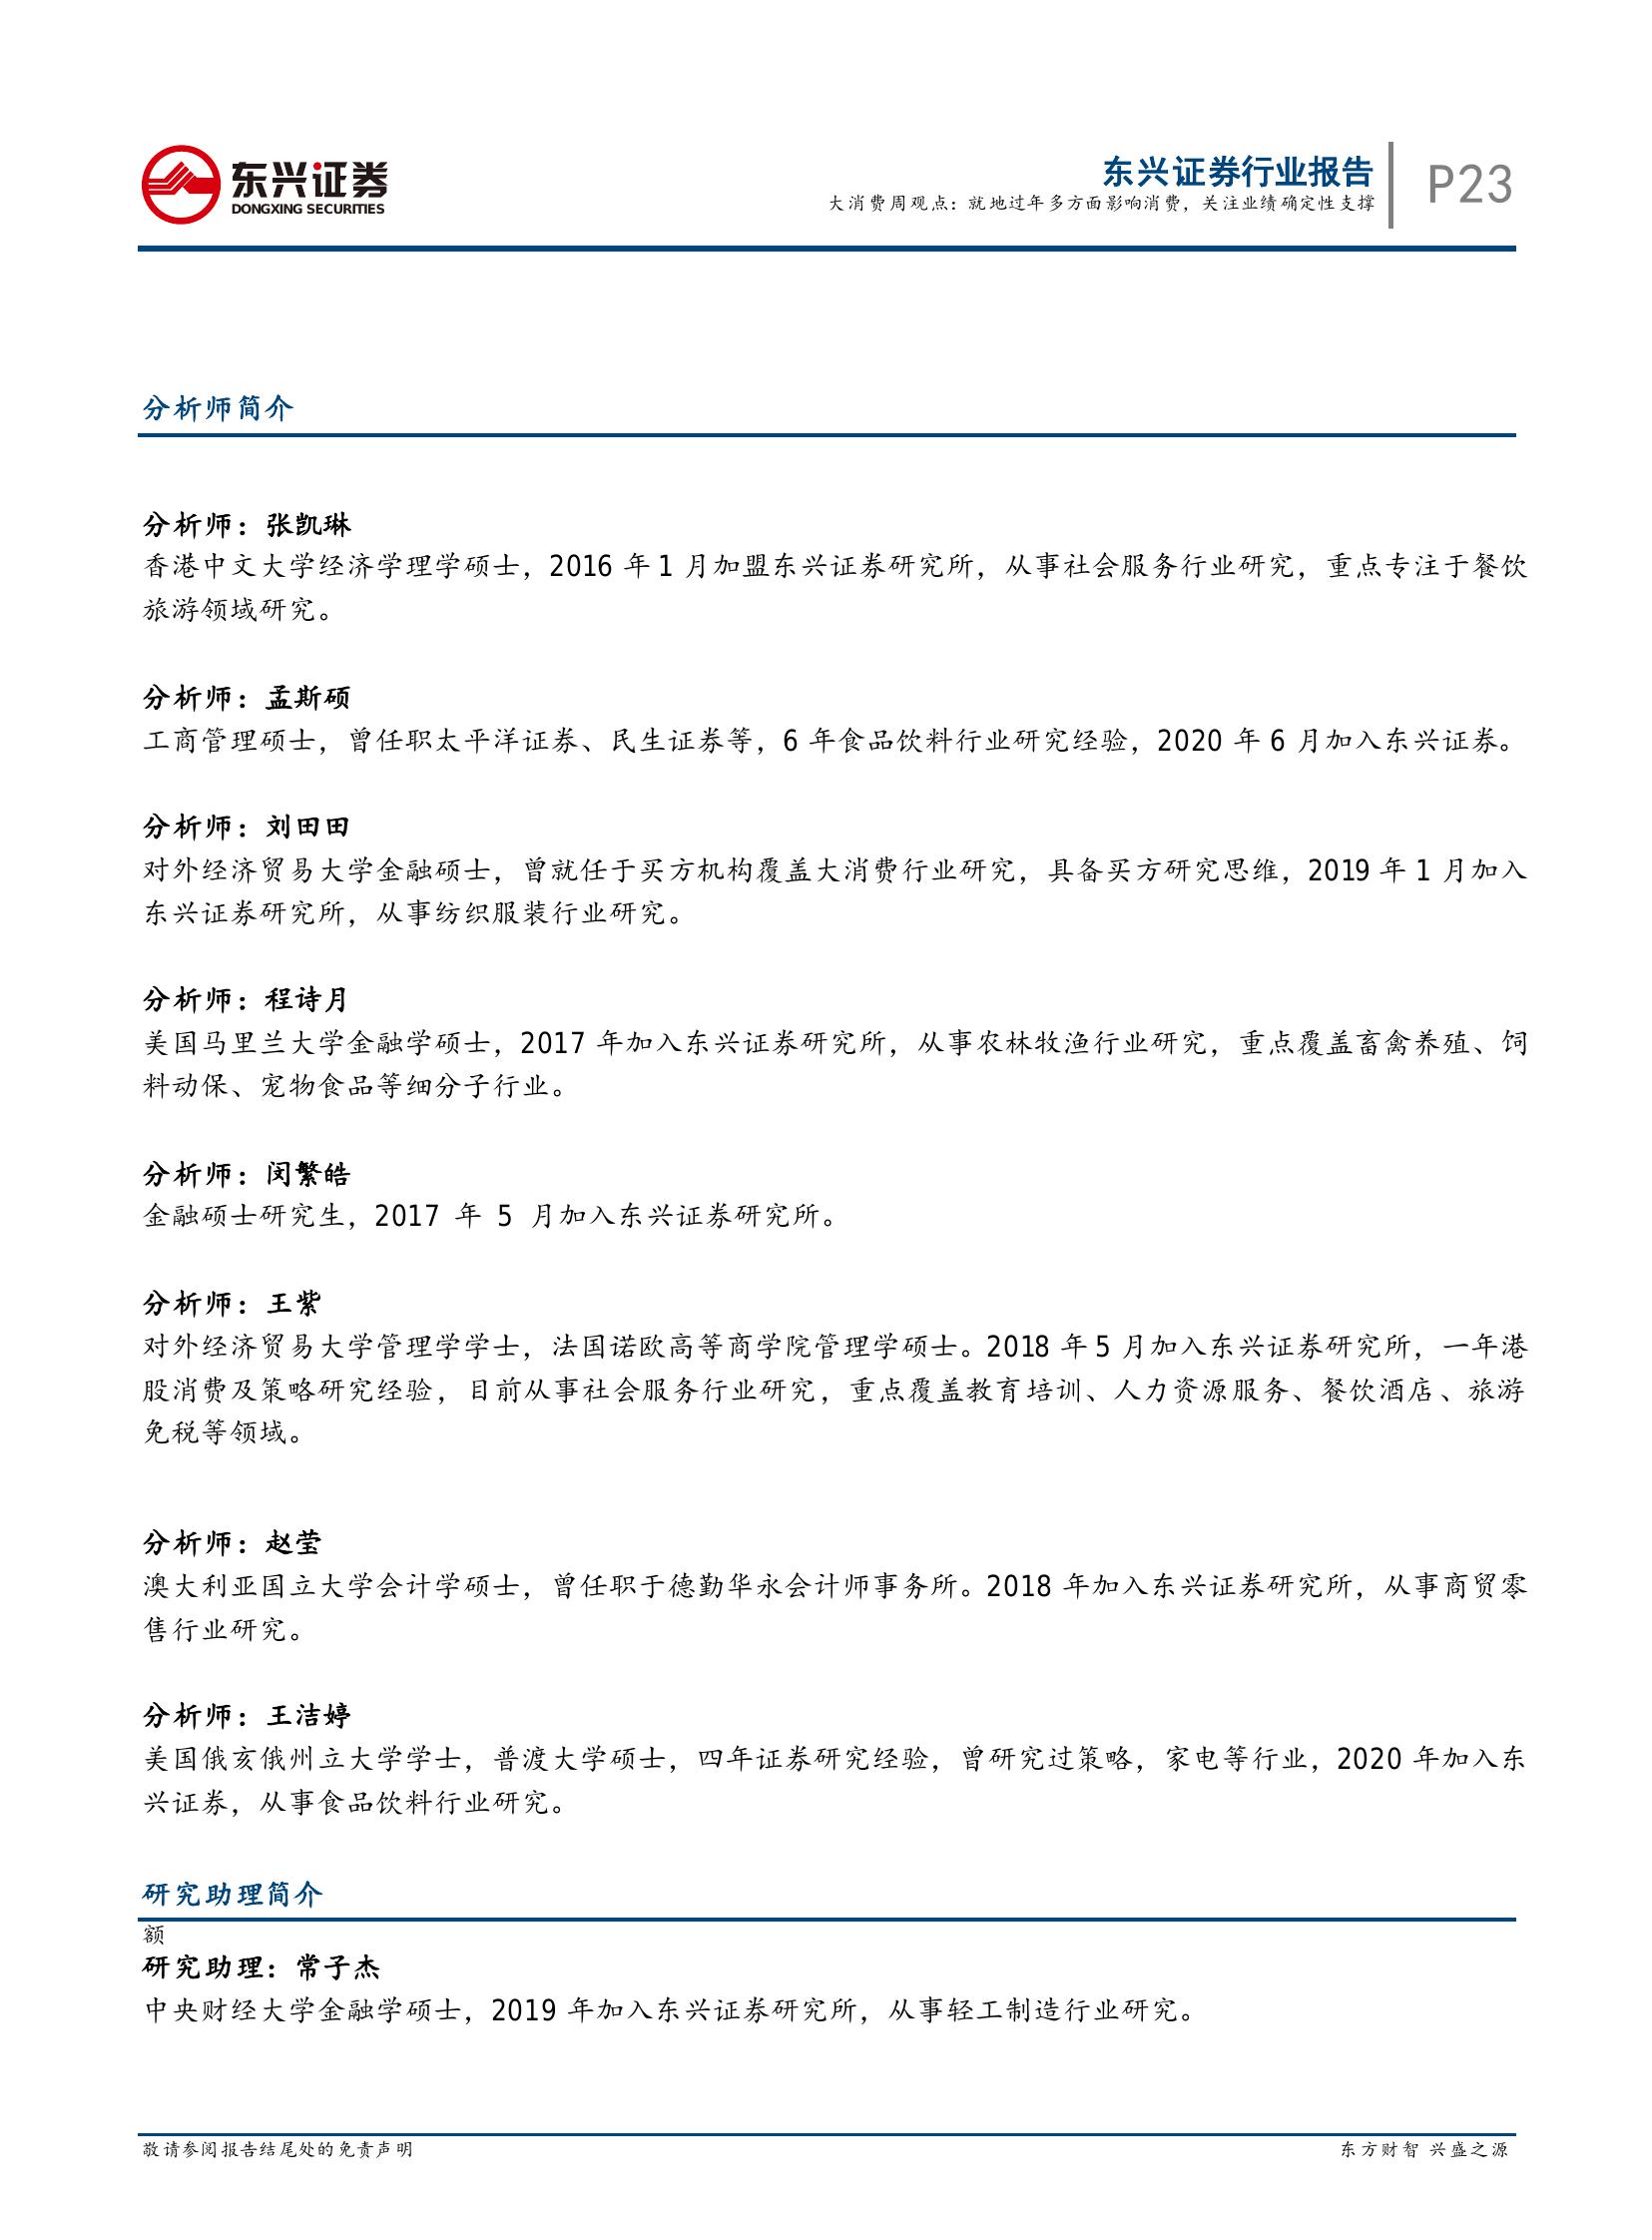 东兴证券
DONGXING SECURITIES
东兴证券行业报告
大消费周观点：就地过年多方面影响消费，关注业绩确定性支撑
P23
分析师简介
分析师：张凯琳
香港中文大学经济学理学硕士，2016 年 1 月加盟东兴证券研究所，从事社会服务行业研究，重点专注于餐饮
旅游领域研究。
分析师：孟斯硕
工商管理硕士，曾任职太平洋证券、民生证券等，6 年食品饮料行业研究经验，2020 年 6 月加入东兴证券。
分析师：刘田田
对外经济贸易大学金融硕士，曾就任于买方机构覆盖大消费行业研究，具备买方研究思维，2019 年 1 月加入
东兴证券研究所，从事纺织服装行业研究。
分析师：程诗月
美国马里兰大学金融学硕士，2017 年加入东兴证券研究所，从事农林牧渔行业研究，重点覆盖畜禽养殖、饲
料动保、宠物食品等细分子行业。
分析师：闵繁皓
金融硕士研究生，2017 年 5 月加入东兴证券研究所。
分析师：王紫
对外经济贸易大学管理学学士，法国诺欧高等商学院管理学硕士。2018 年 5 月加入东兴证券研究所，一年港
股消费及策略研究经验，目前从事社会服务行业研究，重点覆盖教育培训、人力资源服务、餐饮酒店、旅游
免税等领域。
分析师：赵莹
澳大利亚国立大学会计学硕士，曾任职于德勤华永会计师事务所。2018 年加入东兴证券研究所，从事商贸零
售行业研究。
分析师：王洁婷
美国俄亥俄州立大学学士，普渡大学硕士，四年证券研究经验，曾研究过策略，家电等行业，2020 年加入东
兴证券，从事食品饮料行业研究。
研究助理简介
额
研究助理：常子杰
中央财经大学金融学硕士，2019 年加入东兴证券研究所，从事轻工制造行业研究。
敬请参阅报告结尾处的免责声明
东方财智 兴盛之源